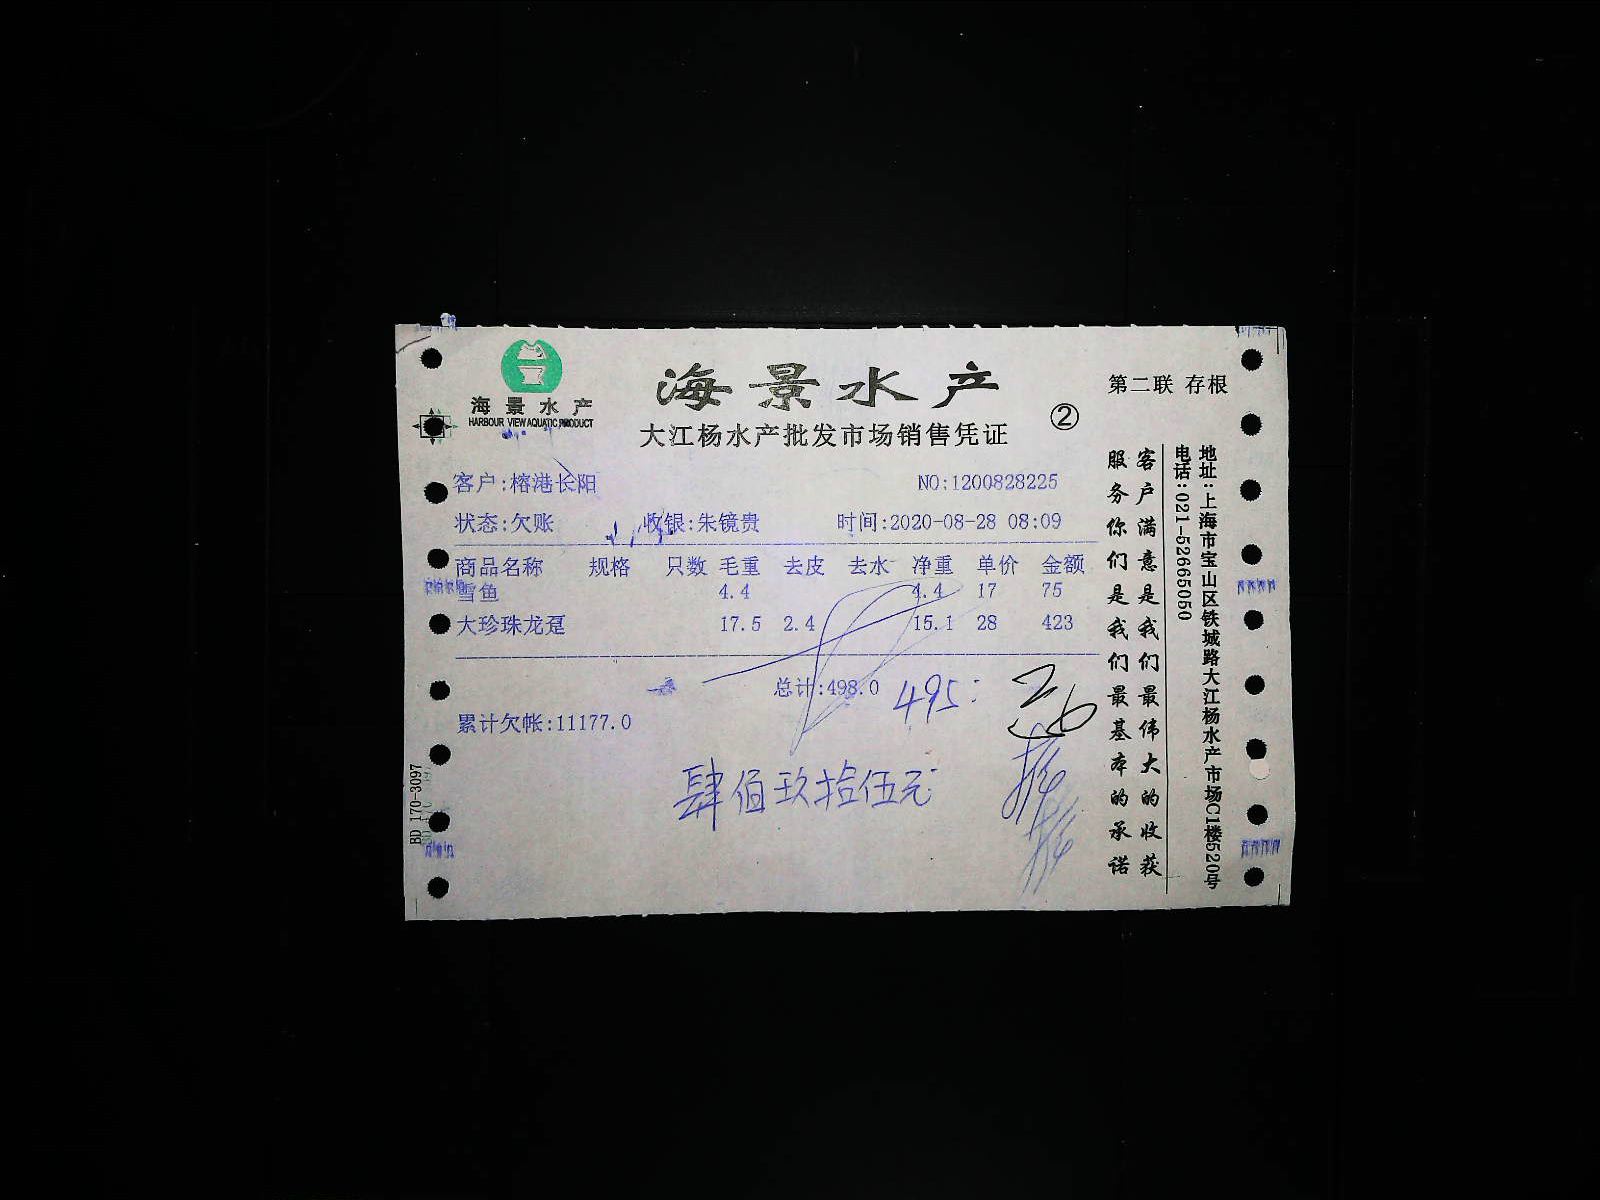 海景水产
HARBOUR VIEW AQUATIC PRODUCT
海景水产
大江杨水产批发市场销售凭证
②
第二联 存根
客户:榕港长阳 NO:1200828225
状态:欠账 收银:朱镜贵 时间:2020-08-28 08:09
商品名称 规格 只数 毛重 去皮 去水 净重 单价 金额
雪鱼 4.4 4.4 17 75
大珍珠龙趸 17.5 2.4 15.1 28 423
总计:498.0 495:
累计欠帐:11177.0
肆佰玖拾伍元
客户满意是我们最伟大的收获
服务你们是我们最基本的承诺
地址:上海市宝山区铁城路大江杨水产市场C1楼520号
电话:021-52665050
BD 170-3097